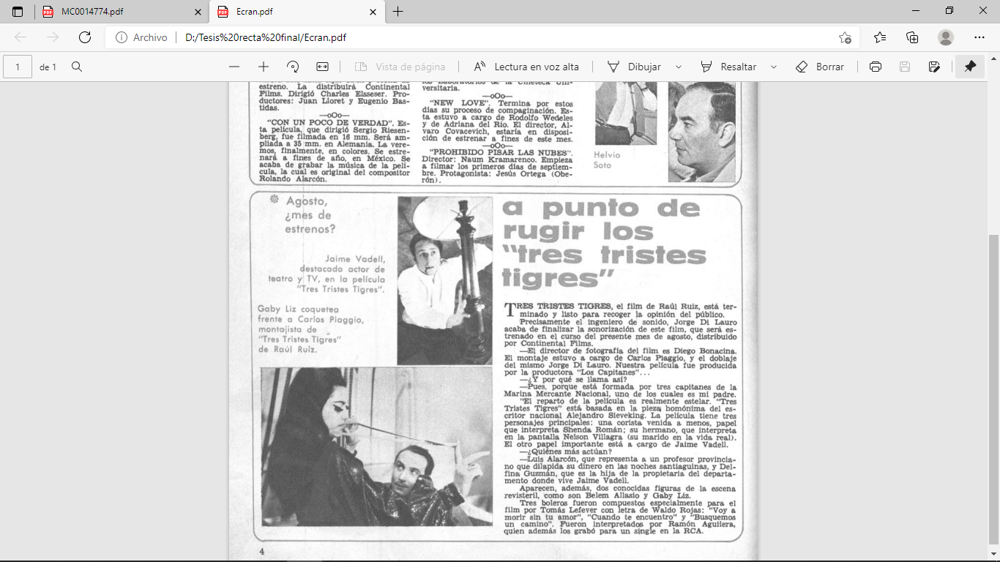 MC0014774.pdf
Ecran.pdf
Archivo
D:/Tesis%20recta%20final/Ecran.pdf
1
de 1
Vista de página
Lectura en voz alta
Dibujar
Resaltar
Borrar
estreno. La distribuirá Continental
Films. Dirigió Charles Elsseser. Pro-
ductores: Juan Lloret y Eugenio Bas-
tidas.
—oOo—
"CON UN POCO DE VERDAD". Es-
ta película, que dirigió Sergio Riesen-
berg, fue filmada en 16 mm. Será am-
pliada a 35 mm. en Alemania. La vere-
mos, finalmente, en colores. Se estre-
nará a fines de año, en México. Se
acaba de grabar la música de la pelí-
cula, la cual es original del compositor
Rolando Alarcón.
los Laboratorios de la Cineteca Uni-
versitaria.
—oOo—
"NEW LOVE". Termina por estos
días su proceso de compaginación. Es-
ta estuvo a cargo de Rodolfo Wedeles
y de Adriana del Río. El director, Al-
varo Covacevich, estaría en disposi-
ción de estrenar a fines de este mes.
—oOo—
"PROHIBIDO PISAR LAS NUBES".
Director: Naum Kramarenco. Empieza
a filmar los primeros días de septiem-
bre. Protagonista: Jesús Ortega (Obe-
rón).
Helvio
Soto
Agosto,
¿mes de
estrenos?
Jaime Vadell,
destacado actor de
teatro y TV, en la película
"Tres Tristes Tigres".
Gaby Liz coquetea
frente a Carlos Piaggio,
montajista de
"Tres Tristes Tigres"
de Raúl Ruiz.
a punto de
rugir los
"tres tristes
tigres"
TRES TRISTES TIGRES, el film de Raúl Ruiz, está ter-
minado y listo para recoger la opinión del público.
Precisamente el ingeniero de sonido, Jorge Di Lauro
acaba de finalizar la sonorización de este film, que será es-
trenado en el curso del presente mes de agosto, distribuido
por Continental Films.
—El director de fotografía del film es Diego Bonacina.
El montaje estuvo a cargo de Carlos Piaggio, y el doblaje
del mismo Jorge Di Lauro. Nuestra película fue producida
por la productora "Los Capitanes"...
—¿Y por qué se llama así?
—Pues, porque está formada por tres capitanes de la
Marina Mercante Nacional, uno de los cuales es mi padre.
"El reparto de la película es realmente estelar. "Tres
Tristes Tigres" está basada en la pieza homónima del es-
critor nacional Alejandro Sieveking. La película tiene tres
personajes principales: una corista venida a menos, papel
que interpreta Shenda Román; su hermano, que interpreta
en la pantalla Nelson Villagra (su marido en la vida real).
El otro papel importante está a cargo de Jaime Vadell.
—¿Quiénes más actúan?
—Luis Alarcón, que representa a un profesor provincia-
no que dilapida su dinero en las noches santiaguinas, y Del-
fina Guzmán, que es la hija de la propietaria del departa-
mento donde vive Jaime Vadell.
Aparecen, además, dos conocidas figuras de la escena
revisteril, como son Belem Allasio y Gaby Liz.
Tres boleros fueron compuestos especialmente para el
film por Tomás Lefever con letra de Waldo Rojas: "Voy a
morir sin tu amor", "Cuando te encuentro" y "Busquemos
un camino". Fueron interpretados por Ramón Aguilera,
quien además los grabó para un single en la RCA.
4